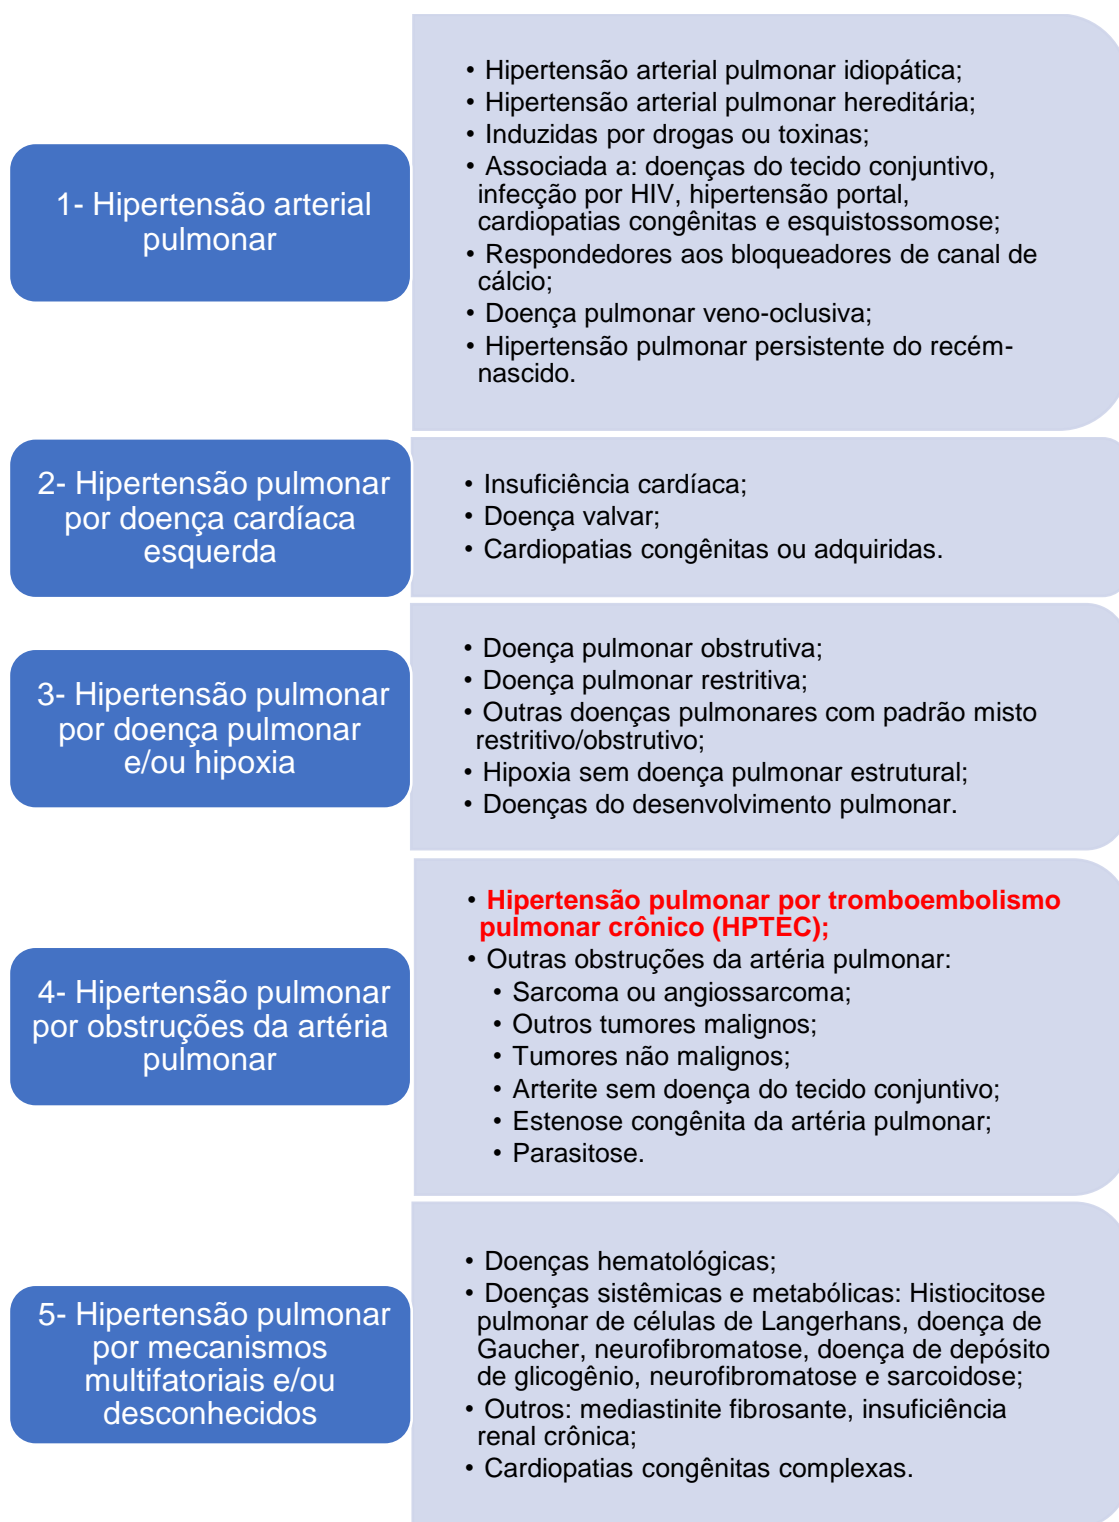 1- Hipertensão arterial
pulmonar
• Hipertensão arterial pulmonar idiopática;
• Hipertensão arterial pulmonar hereditária;
• Induzidas por drogas ou toxinas;
• Associada a: doenças do tecido conjuntivo,
infecção por HIV, hipertensão portal,
cardiopatias congênitas e esquistossomose;
• Respondedores aos bloqueadores de canal de
cálcio;
• Doença pulmonar veno-oclusiva;
• Hipertensão pulmonar persistente do recém-
nascido.
2- Hipertensão pulmonar
por doença cardíaca
esquerda
• Insuficiência cardíaca;
• Doença valvar;
• Cardiopatias congênitas ou adquiridas.
3- Hipertensão pulmonar
por doença pulmonar
e/ou hipoxia
• Doença pulmonar obstrutiva;
• Doença pulmonar restritiva;
• Outras doenças pulmonares com padrão misto
restritivo/obstrutivo;
• Hipoxia sem doença pulmonar estrutural;
• Doenças do desenvolvimento pulmonar.
4- Hipertensão pulmonar
por obstruções da artéria
pulmonar
• Hipertensão pulmonar por tromboembolismo
pulmonar crônico (HPTEC);
• Outras obstruções da artéria pulmonar:
• Sarcoma ou angiossarcoma;
• Outros tumores malignos;
• Tumores não malignos;
• Arterite sem doença do tecido conjuntivo;
• Estenose congênita da artéria pulmonar;
• Parasitose.
5- Hipertensão pulmonar
por mecanismos
multifatoriais e/ou
desconhecidos
• Doenças hematológicas;
• Doenças sistêmicas e metabólicas: Histiocitose
pulmonar de células de Langerhans, doença de
Gaucher, neurofibromatose, doença de depósito
de glicogênio, neurofibromatose e sarcoidose;
• Outros: mediastinite fibrosante, insuficiência
renal crônica;
• Cardiopatias congênitas complexas.